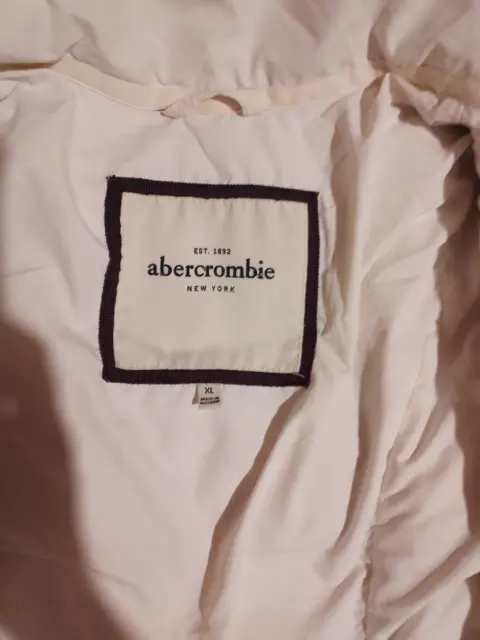 EST. 1892
abercrombie
NEW YORK
XL